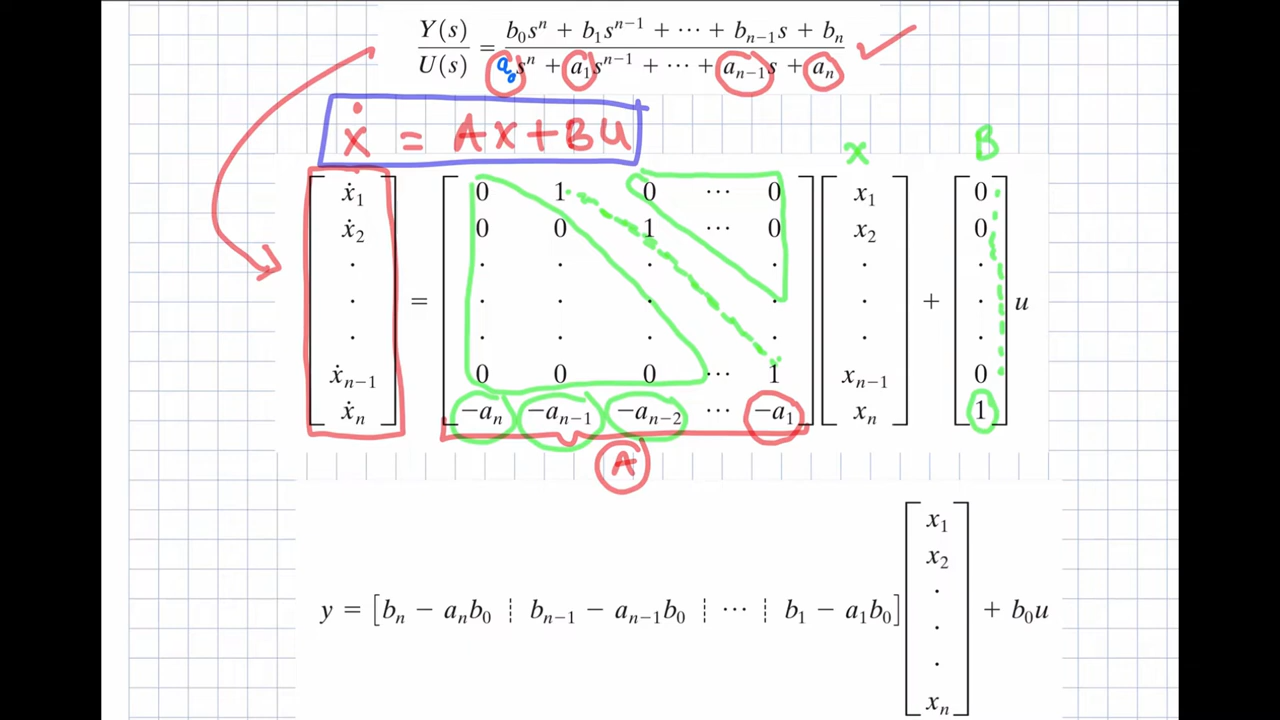 Y(s)/U(s) = (b₀sⁿ + b₁sⁿ⁻¹ + ⋯ + bₙ₋₁s + bₙ)/(a₀sⁿ + a₁sⁿ⁻¹ + ⋯ + aₙ₋₁s + aₙ)
ẋ = AX + BU
x B
[ẋ₁] = [0 1 0 ⋯ 0] [x₁] + [0] u
[ẋ₂] [0 0 1 ⋯ 0] [x₂] [0]
[·] [· · · ·] [·] [·]
[·] [· · · ·] [·] [·]
[·] [· · · ·] [·] [·]
[ẋₙ₋₁] [0 0 0 ⋯ 1] [xₙ₋₁] [0]
[ẋₙ] [−aₙ −aₙ₋₁ −aₙ₋₂ ⋯ −a₁] [xₙ] [1]
A
y = [bₙ − aₙb₀ ┊ bₙ₋₁ − aₙ₋₁b₀ ┊ ⋯ ┊ b₁ − a₁b₀] [x₁ x₂ · · · xₙ] + b₀u